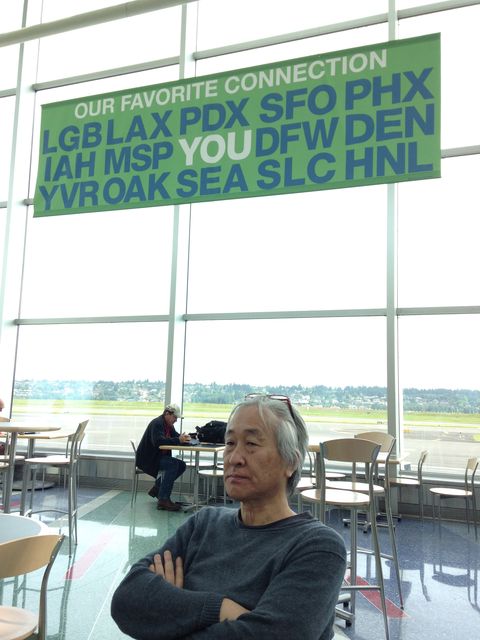 OUR FAVORITE CONNECTION
LGB LAX PDX SFO PHX
IAH MSP YOU DFW DEN
YVR OAK SEA SLC HNL